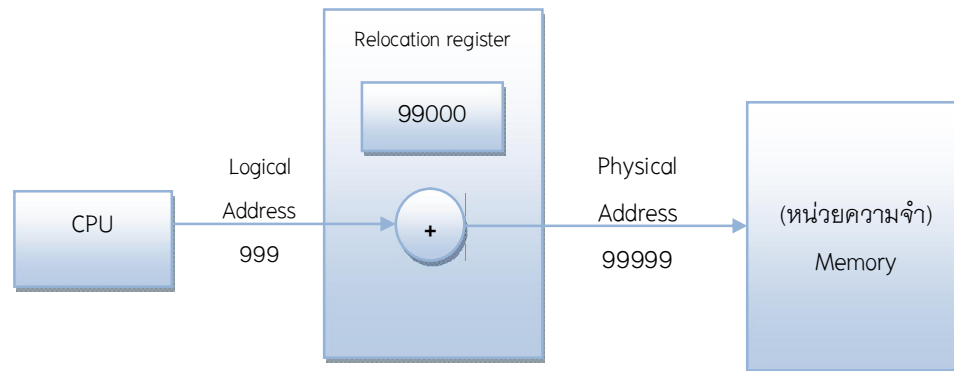 Relocation register
99000
Logical
Address
999
CPU
+
Physical
Address
99999
(หน่วยความจำ)
Memory